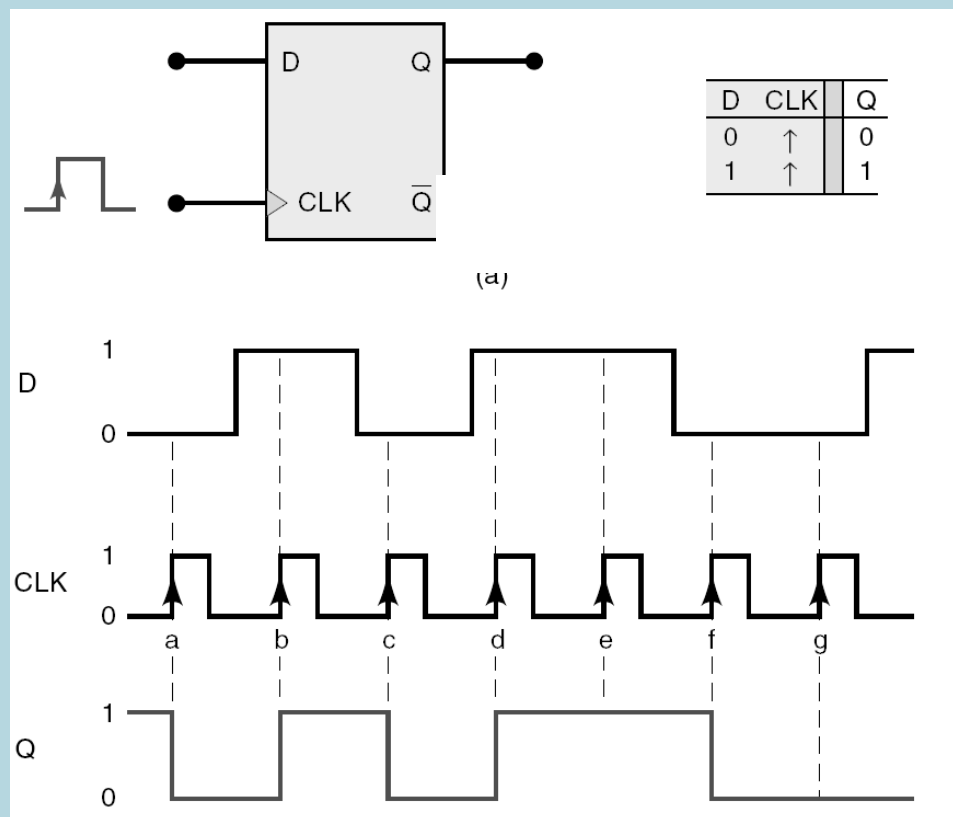 D Q
CLK Q̅
D CLK Q
0 ↑ 0
1 ↑ 1
(a)
1
D
0
1
CLK
0
a b c d e f g
1
Q
0